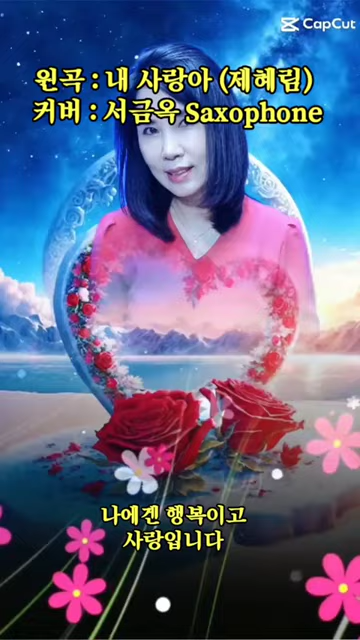 CapCut
원곡 : 내 사랑아 (제혜림)
커버 : 서금옥 Saxophone
나에겐 행복이고
사랑입니다